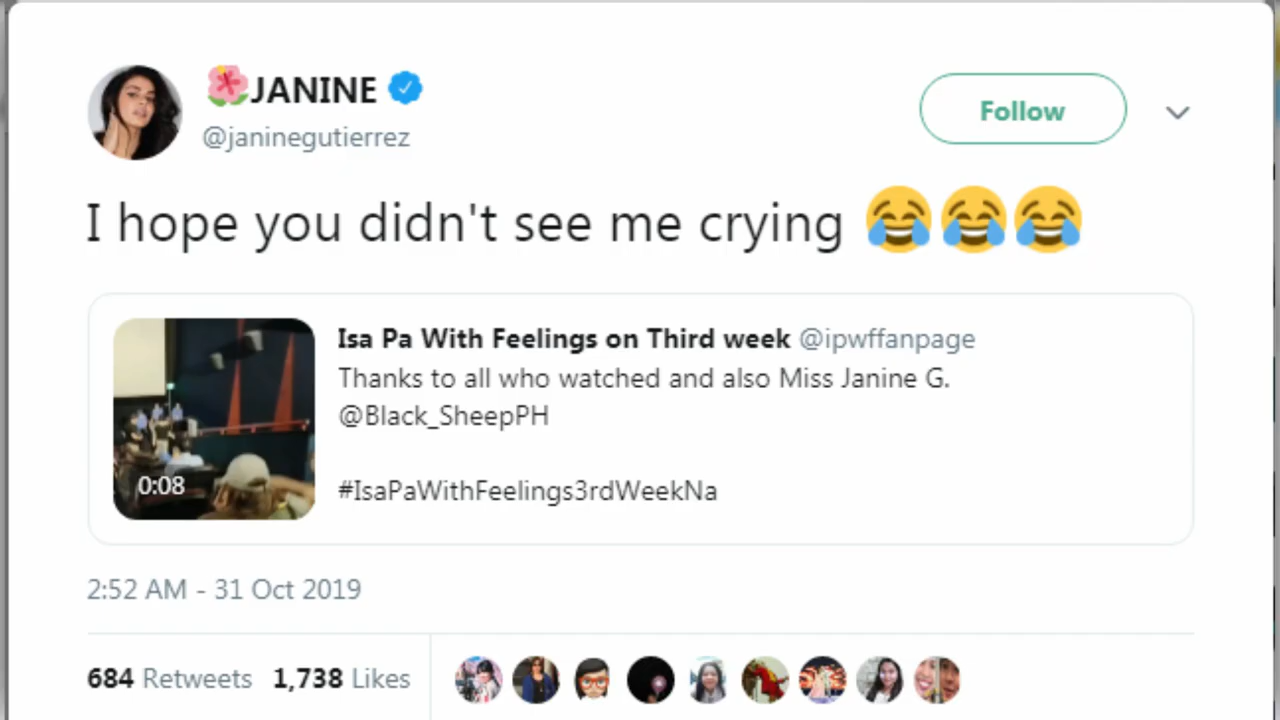 🌺JANINE
@janinegutierrez
Follow
I hope you didn't see me crying 😂😂😂
Isa Pa With Feelings on Third week @ipwffanpage
Thanks to all who watched and also Miss Janine G.
@Black_SheepPH
#IsaPaWithFeelings3rdWeekNa
0:08
2:52 AM - 31 Oct 2019
684 Retweets 1,738 Likes